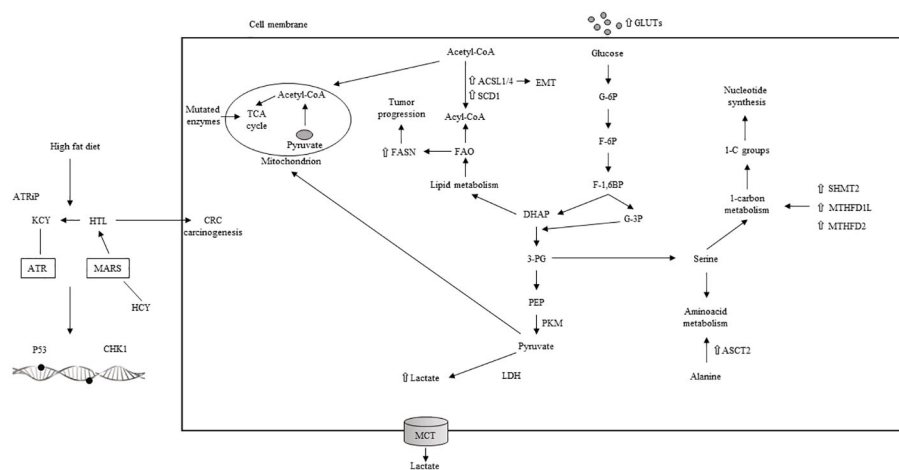 Cell membrane
⇧ GLUTs
Acetyl-CoA
⇧ ACSL1/4
EMT
⇧ SCD1
Acyl-CoA
Glucose
G-6P
F-6P
F-1,6BP
Acetyl-CoA
TCA
cycle
Pyruvate
Mitochondrion
Mutated
enzymes
Tumor
progression
⇧ FASN
FAO
Lipid metabolism
Nucleotide
synthesis
1-C groups
1-carbon
metabolism
⇧ SHMT2
⇧ MTHFD1L
⇧ MTHFD2
High fat diet
ATRiP
KCY
HTL
CRC
carcinogenesis
ATR
MARS
HCY
P53
CHK1
DHAP
G-3P
3-PG
Serine
PEP
PKM
Pyruvate
Aminoacid
metabolism
⇧ ASCT2
Alanine
⇧ Lactate
LDH
MCT
Lactate